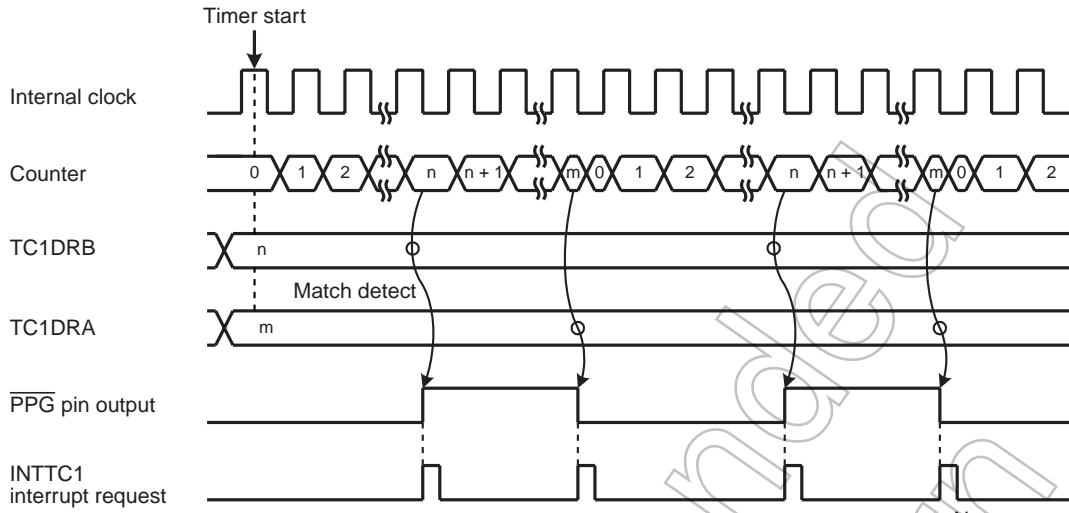 Timer start
Internal clock
Counter
0 1 2 n n + 1 m 0 1 2 n n + 1 m 0 1 2
TC1DRB
n
Match detect
TC1DRA
m
PPG pin output
INTTC1
interrupt request